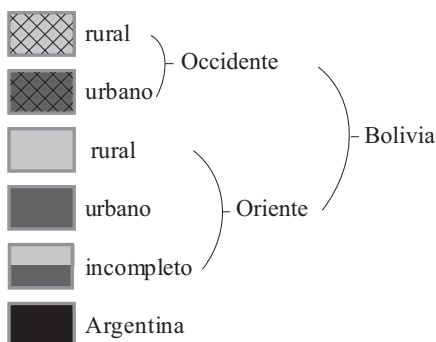 rural
Occidente
urbano
Bolivia
rural
urbano
Oriente
incompleto
Argentina